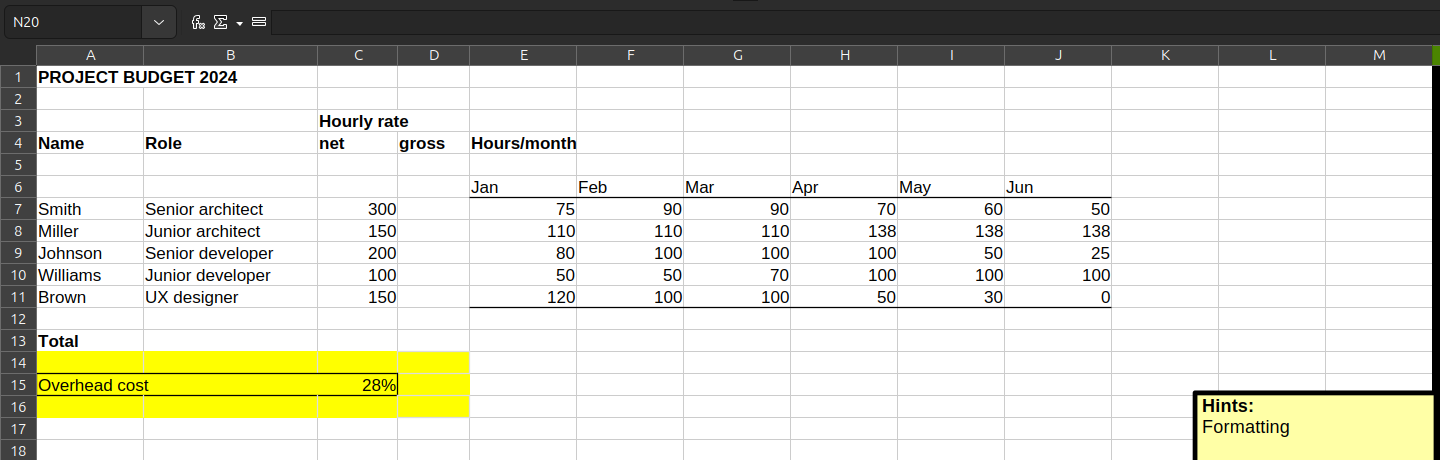 N20
A B C D E F G H I J K L M
1 PROJECT BUDGET 2024
2
3 Hourly rate
4 Name Role net gross Hours/month
5
6 Jan Feb Mar Apr May Jun
7 Smith Senior architect 300 75 90 90 70 60 50
8 Miller Junior architect 150 110 110 110 138 138 138
9 Johnson Senior developer 200 80 100 100 100 50 25
10 Williams Junior developer 100 50 50 70 100 100 100
11 Brown UX designer 150 120 100 100 50 30 0
12
13 Total
14
15 Overhead cost 28%
16 Hints:
17 Formatting
18